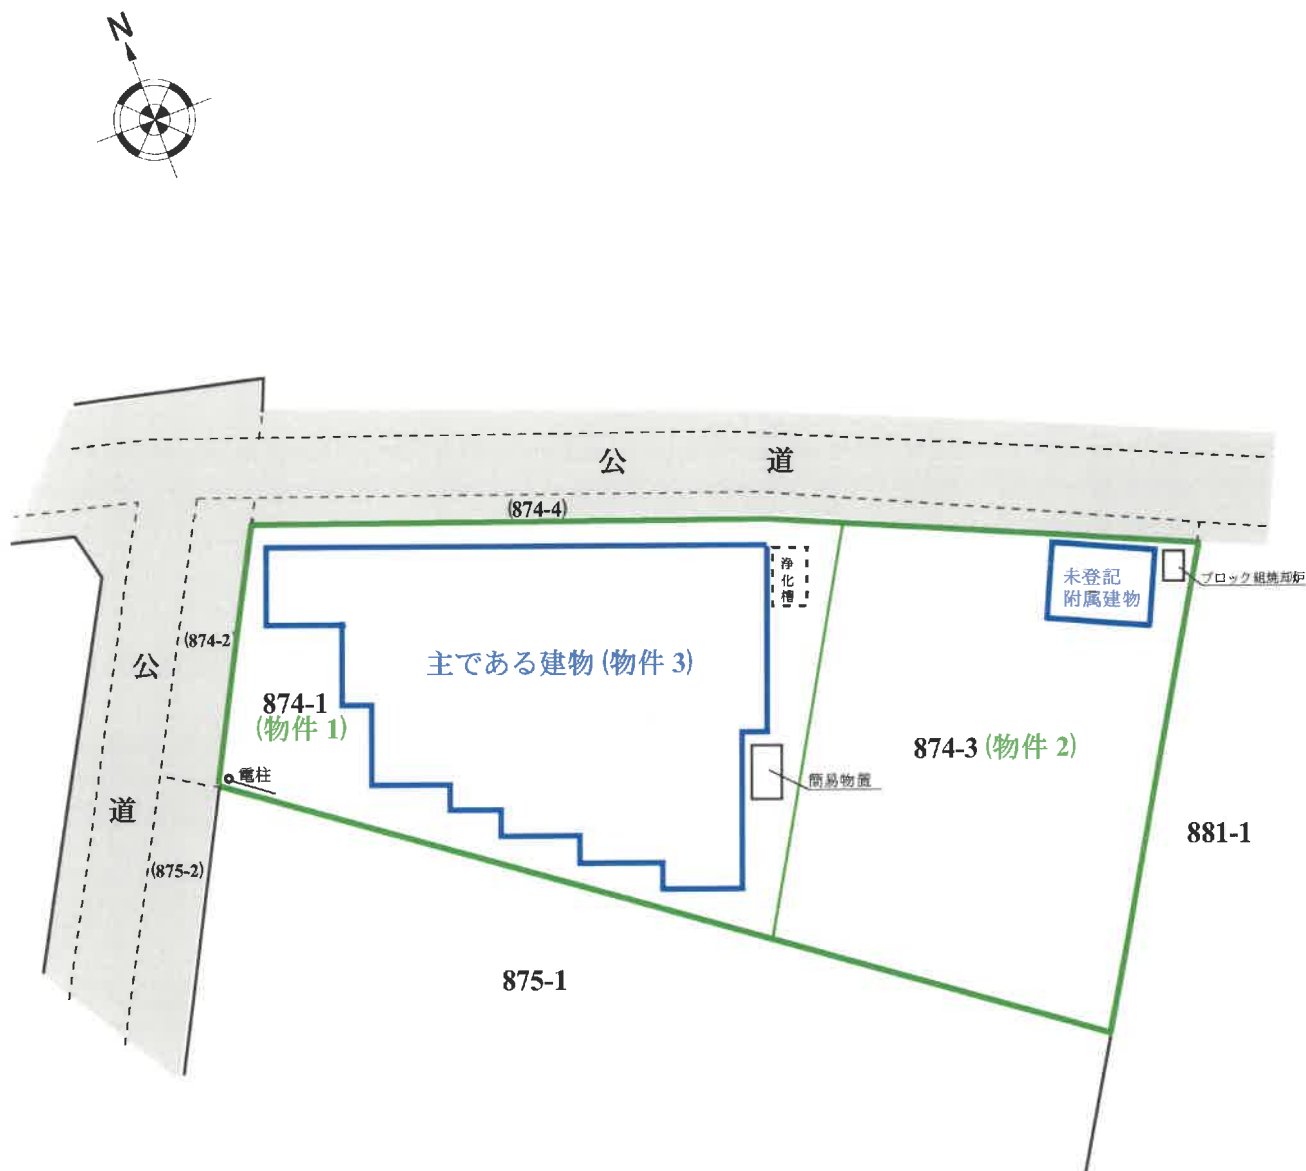 N
公 道
(874-4)
浄化槽
未登記
附属建物
ブロック組焼却炉
(874-2)
公
道
主である建物 (物件 3)
874-1
(物件 1)
874-3 (物件 2)
電柱
簡易物置
881-1
(875-2)
875-1